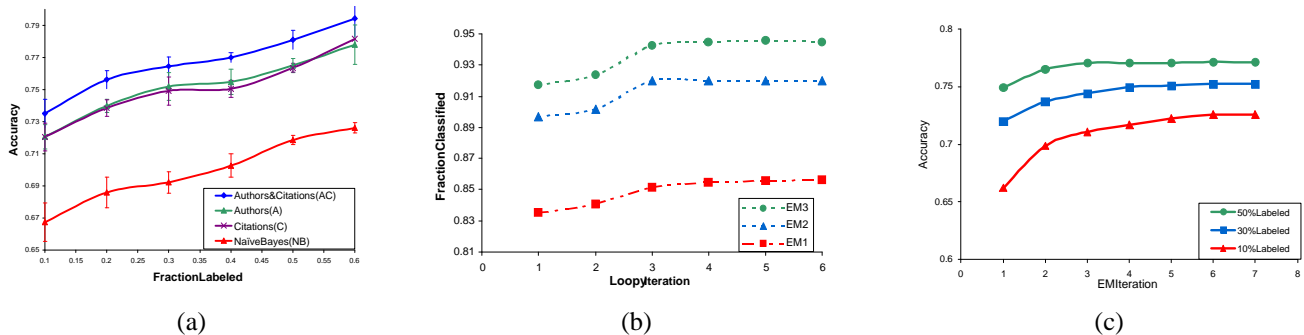 0.79
0.77
0.75
0.73
0.71
0.69
0.67
0.65
Accuracy
0.1 0.15 0.2 0.25 0.3 0.35 0.4 0.45 0.5 0.55 0.6
FractionLabeled
Authors&Citations(AC)
Authors(A)
Citations(C)
NaïveBayes(NB)
(a)
0.95
0.93
0.91
0.89
0.87
0.85
0.83
0.81
FractionClassified
0 1 2 3 4 5 6
LoopyIteration
EM3
EM2
EM1
(b)
0.8
0.75
0.7
0.65
0.6
Accuracy
0 1 2 3 4 5 6 7 8
EMIteration
50%Labeled
30%Labeled
10%Labeled
(c)